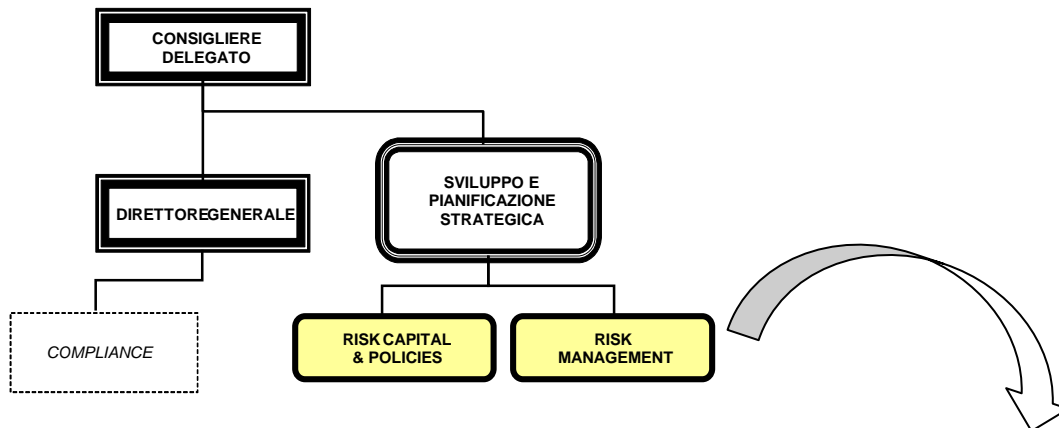 CONSIGLIERE
DELEGATO
SVILUPPO E
PIANIFICAZIONE
STRATEGICA
DIRETTOREGENERALE
COMPLIANCE
RISK CAPITAL
& POLICIES
RISK
MANAGEMENT